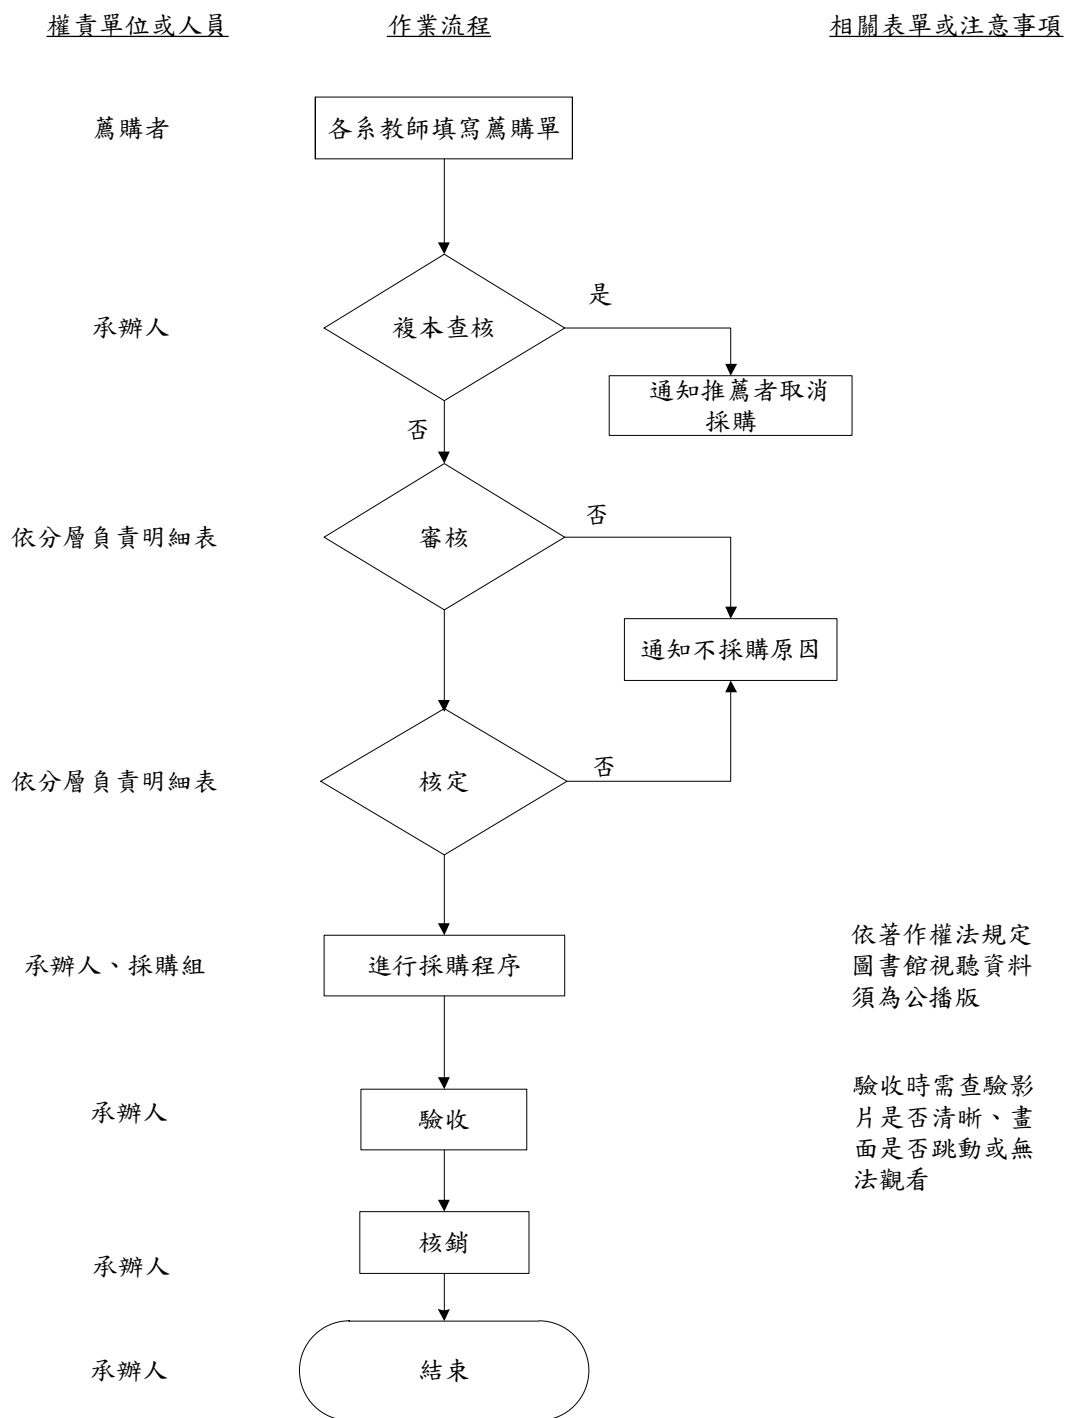 權責單位或人員
作業流程
相關表單或注意事項
薦購者
各系教師填寫薦購單
承辦人
複本查核
是
通知推薦者取消
採購
否
依分層負責明細表
審核
否
通知不採購原因
依分層負責明細表
核定
否
承辦人、採購組
進行採購程序
依著作權法規定
圖書館視聽資料
須為公播版
承辦人
驗收
驗收時需查驗影
片是否清晰、畫
面是否跳動或無
法觀看
承辦人
核銷
承辦人
結束